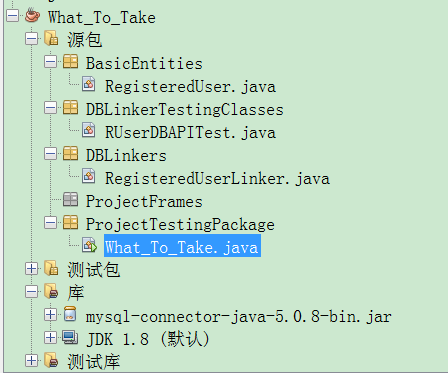 What_To_Take
源包
BasicEntities
RegisteredUser.java
DBLinkerTestingClasses
RUserDBAPITest.java
DBLinkers
RegisteredUserLinker.java
ProjectFrames
ProjectTestingPackage
What_To_Take.java
测试包
库
mysql-connector-java-5.0.8-bin.jar
JDK 1.8 (默认)
测试库